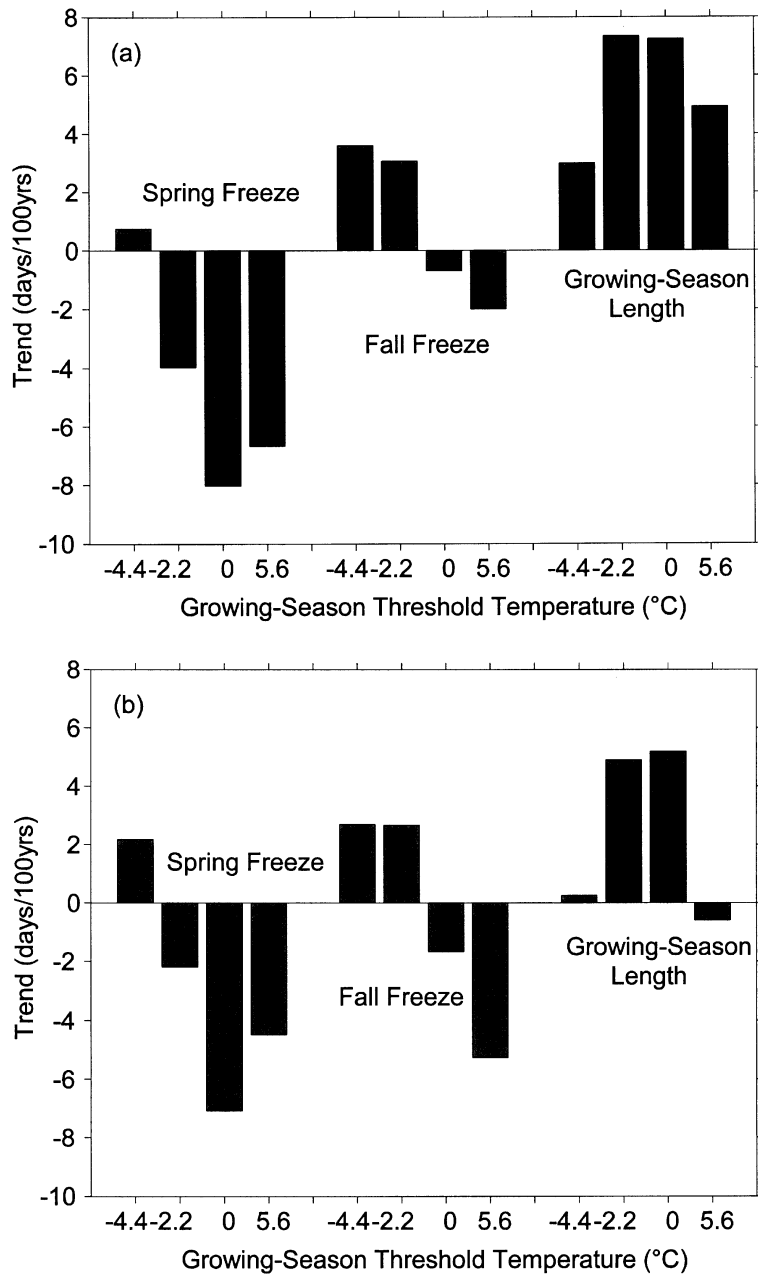 (a)
8
6
4
2
0
-2
-4
-6
-8
-10
Trend (days/100yrs)
Spring Freeze
Fall Freeze
Growing-Season
Length
-4.4 -2.2 0 5.6 -4.4 -2.2 0 5.6 -4.4 -2.2 0 5.6
Growing-Season Threshold Temperature (°C)
(b)
8
6
4
2
0
-2
-4
-6
-8
-10
Trend (days/100yrs)
Spring Freeze
Fall Freeze
Growing-Season
Length
-4.4 -2.2 0 5.6 -4.4 -2.2 0 5.6 -4.4 -2.2 0 5.6
Growing-Season Threshold Temperature (°C)